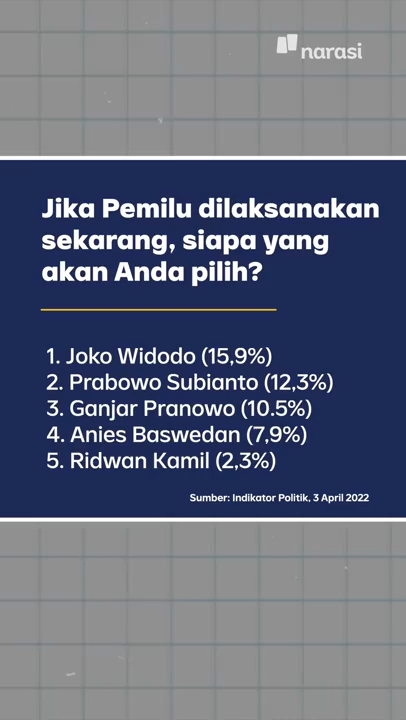 narasi
Jika Pemilu dilaksanakan
sekarang, siapa yang
akan Anda pilih?
1. Joko Widodo (15,9%)
2. Prabowo Subianto (12,3%)
3. Ganjar Pranowo (10.5%)
4. Anies Baswedan (7,9%)
5. Ridwan Kamil (2,3%)
Sumber: Indikator Politik, 3 April 2022